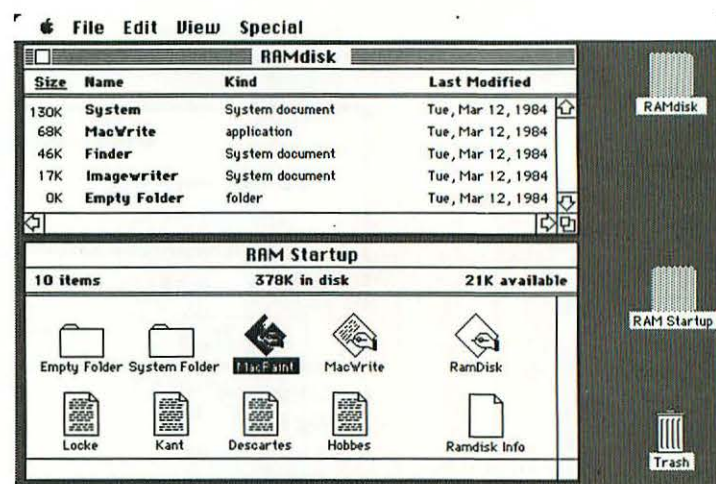 File Edit View Special
RAMdisk
Size Name Kind Last Modified
130K System System document Tue, Mar 12, 1984
68K MacWrite application Tue, Mar 12, 1984
46K Finder System document Tue, Mar 12, 1984
17K Imagewriter System document Tue, Mar 12, 1984
0K Empty Folder folder Tue, Mar 12, 1984
RAMdisk
RAM Startup
10 items 378K in disk 21K available
Empty Folder System Folder MacPaint MacWrite RamDisk
RAM Startup
Locke Kant Descartes Hobbes Ramdisk Info
Trash